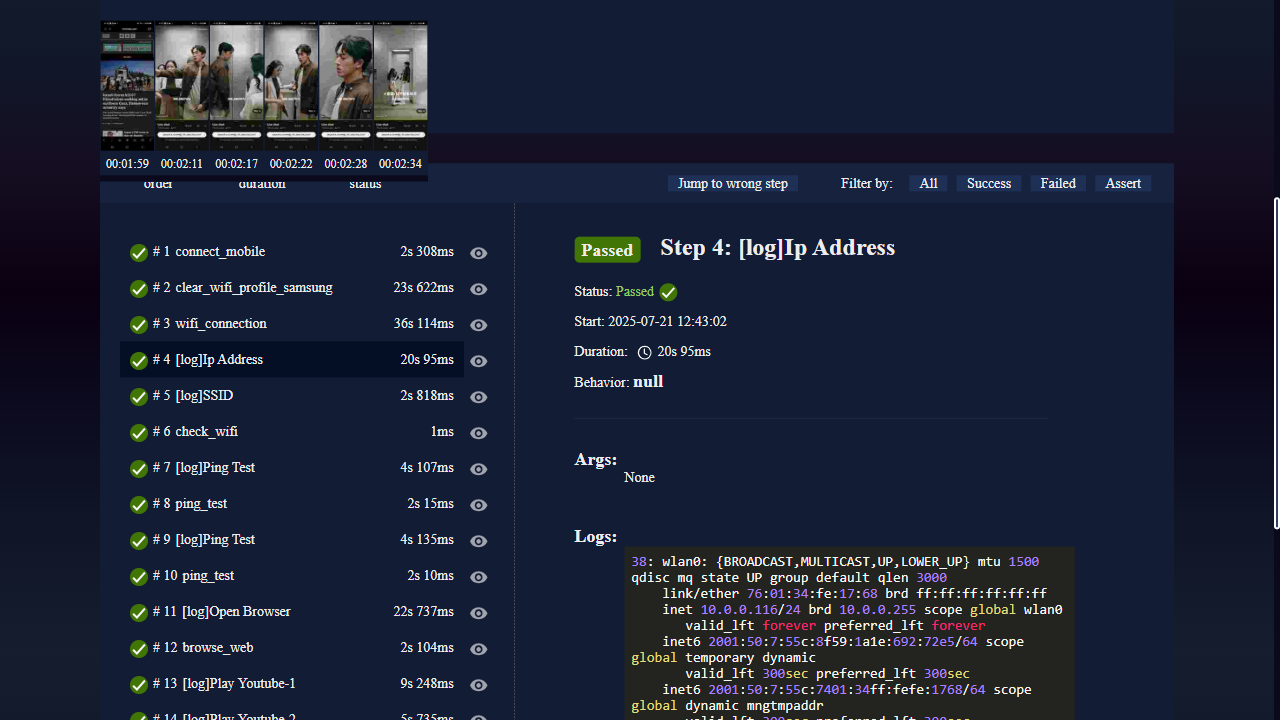 00:01:59 00:02:11 00:02:17 00:02:22 00:02:28 00:02:34
order duration status
Jump to wrong step Filter by: All Success Failed Assert
# 1 connect_mobile 2s 308ms
# 2 clear_wifi_profile_samsung 23s 622ms
# 3 wifi_connection 36s 114ms
# 4 [log]Ip Address 20s 95ms
# 5 [log]SSID 2s 818ms
# 6 check_wifi 1ms
# 7 [log]Ping Test 4s 107ms
# 8 ping_test 2s 15ms
# 9 [log]Ping Test 4s 135ms
# 10 ping_test 2s 10ms
# 11 [log]Open Browser 22s 737ms
# 12 browse_web 2s 104ms
# 13 [log]Play Youtube-1 9s 248ms
# 14 [log]Play Youtube-2 5s 735ms
Passed Step 4: [log]Ip Address
Status: Passed
Start: 2025-07-21 12:43:02
Duration: 20s 95ms
Behavior: null
Args:
None
Logs:
38: wlan0: {BROADCAST,MULTICAST,UP,LOWER_UP} mtu 1500
qdisc mq state UP group default qlen 3000
link/ether 76:01:34:fe:17:68 brd ff:ff:ff:ff:ff:ff
inet 10.0.0.116/24 brd 10.0.0.255 scope global wlan0
valid_lft forever preferred_lft forever
inet6 2001:50:7:55c:8f59:1a1e:692:72e5/64 scope
global temporary dynamic
valid_lft 300sec preferred_lft 300sec
inet6 2001:50:7:55c:7401:34ff:fefe:1768/64 scope
global dynamic mngtmpaddr
valid_lft 300sec preferred_lft 300sec